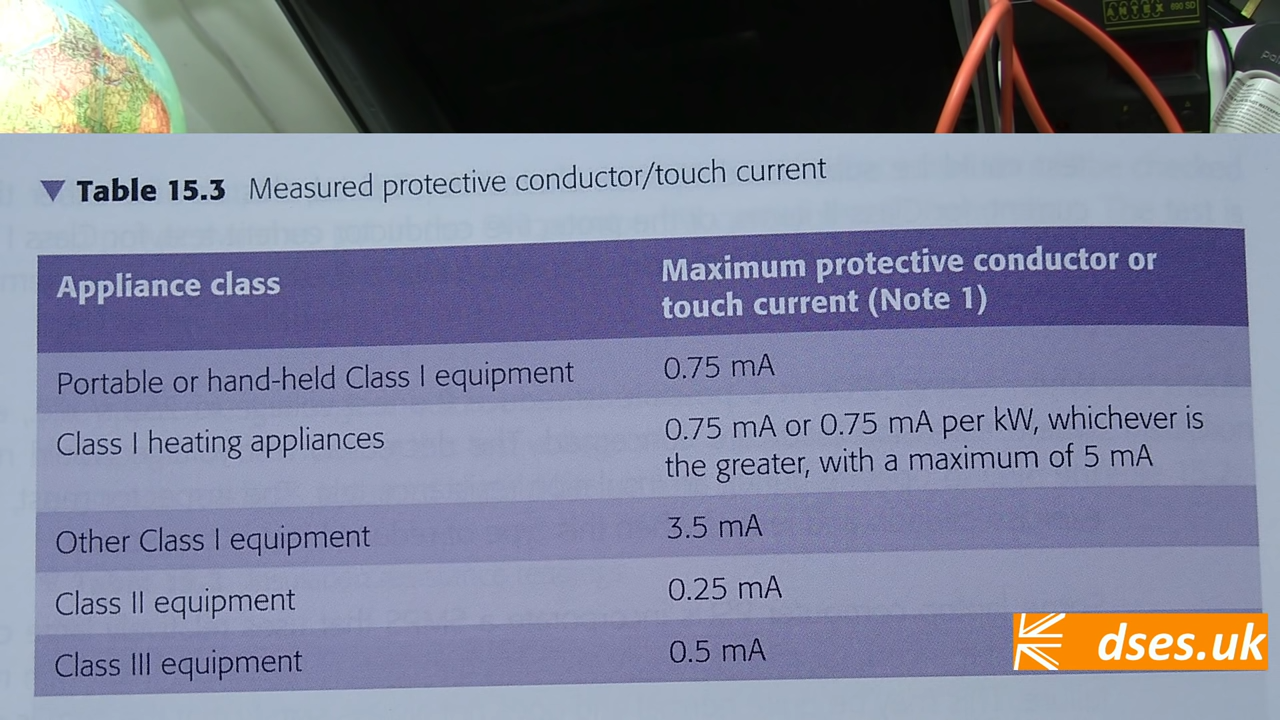 ANTEX 690 SD
▼ Table 15.3 Measured protective conductor/touch current
Appliance class
Maximum protective conductor or
touch current (Note 1)
Portable or hand-held Class I equipment
0.75 mA
Class I heating appliances
0.75 mA or 0.75 mA per kW, whichever is
the greater, with a maximum of 5 mA
Other Class I equipment
3.5 mA
Class II equipment
0.25 mA
Class III equipment
0.5 mA
dses.uk